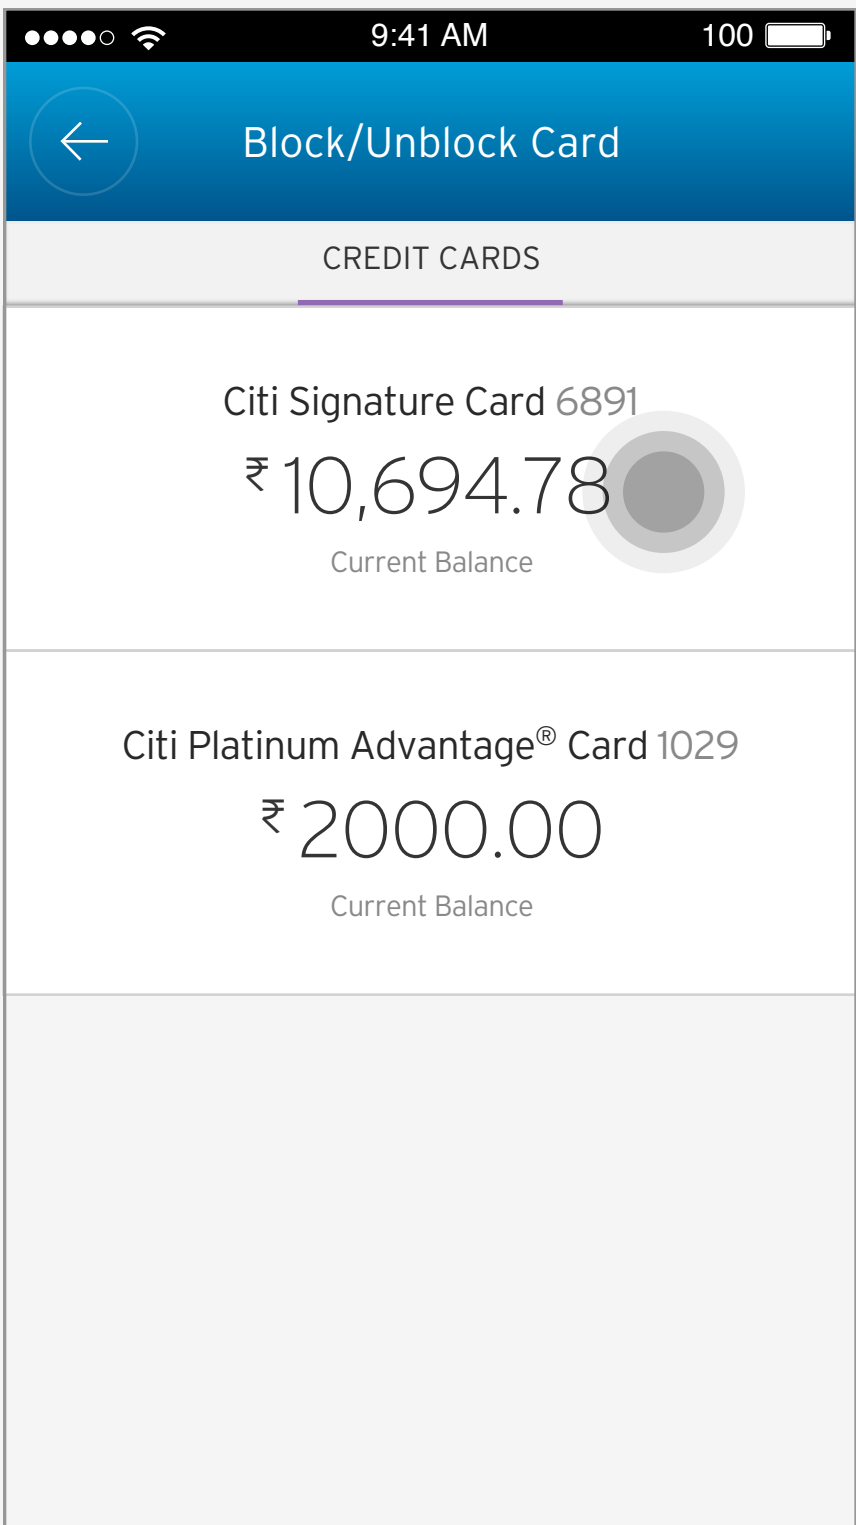 9:41 AM 100
Block/Unblock Card
CREDIT CARDS
Citi Signature Card 6891
₹ 10,694.78
Current Balance
Citi Platinum Advantage® Card 1029
₹ 2000.00
Current Balance